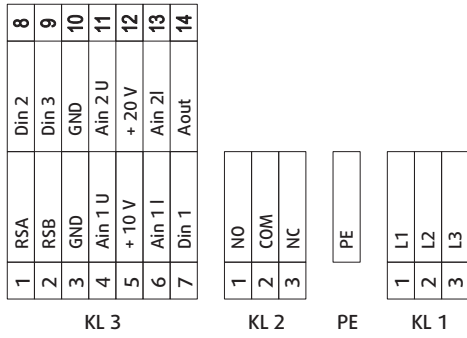 8 9 10 11 12 13 14
Din 2 Din 3 GND Ain 2 U + 20 V Ain 2I Aout
RSA RSB GND Ain 1 U + 10 V Ain 1 I Din 1
1 2 3 4 5 6 7
KL 3
NO COM NC
1 2 3
KL 2
PE
PE
L1 L2 L3
1 2 3
KL 1